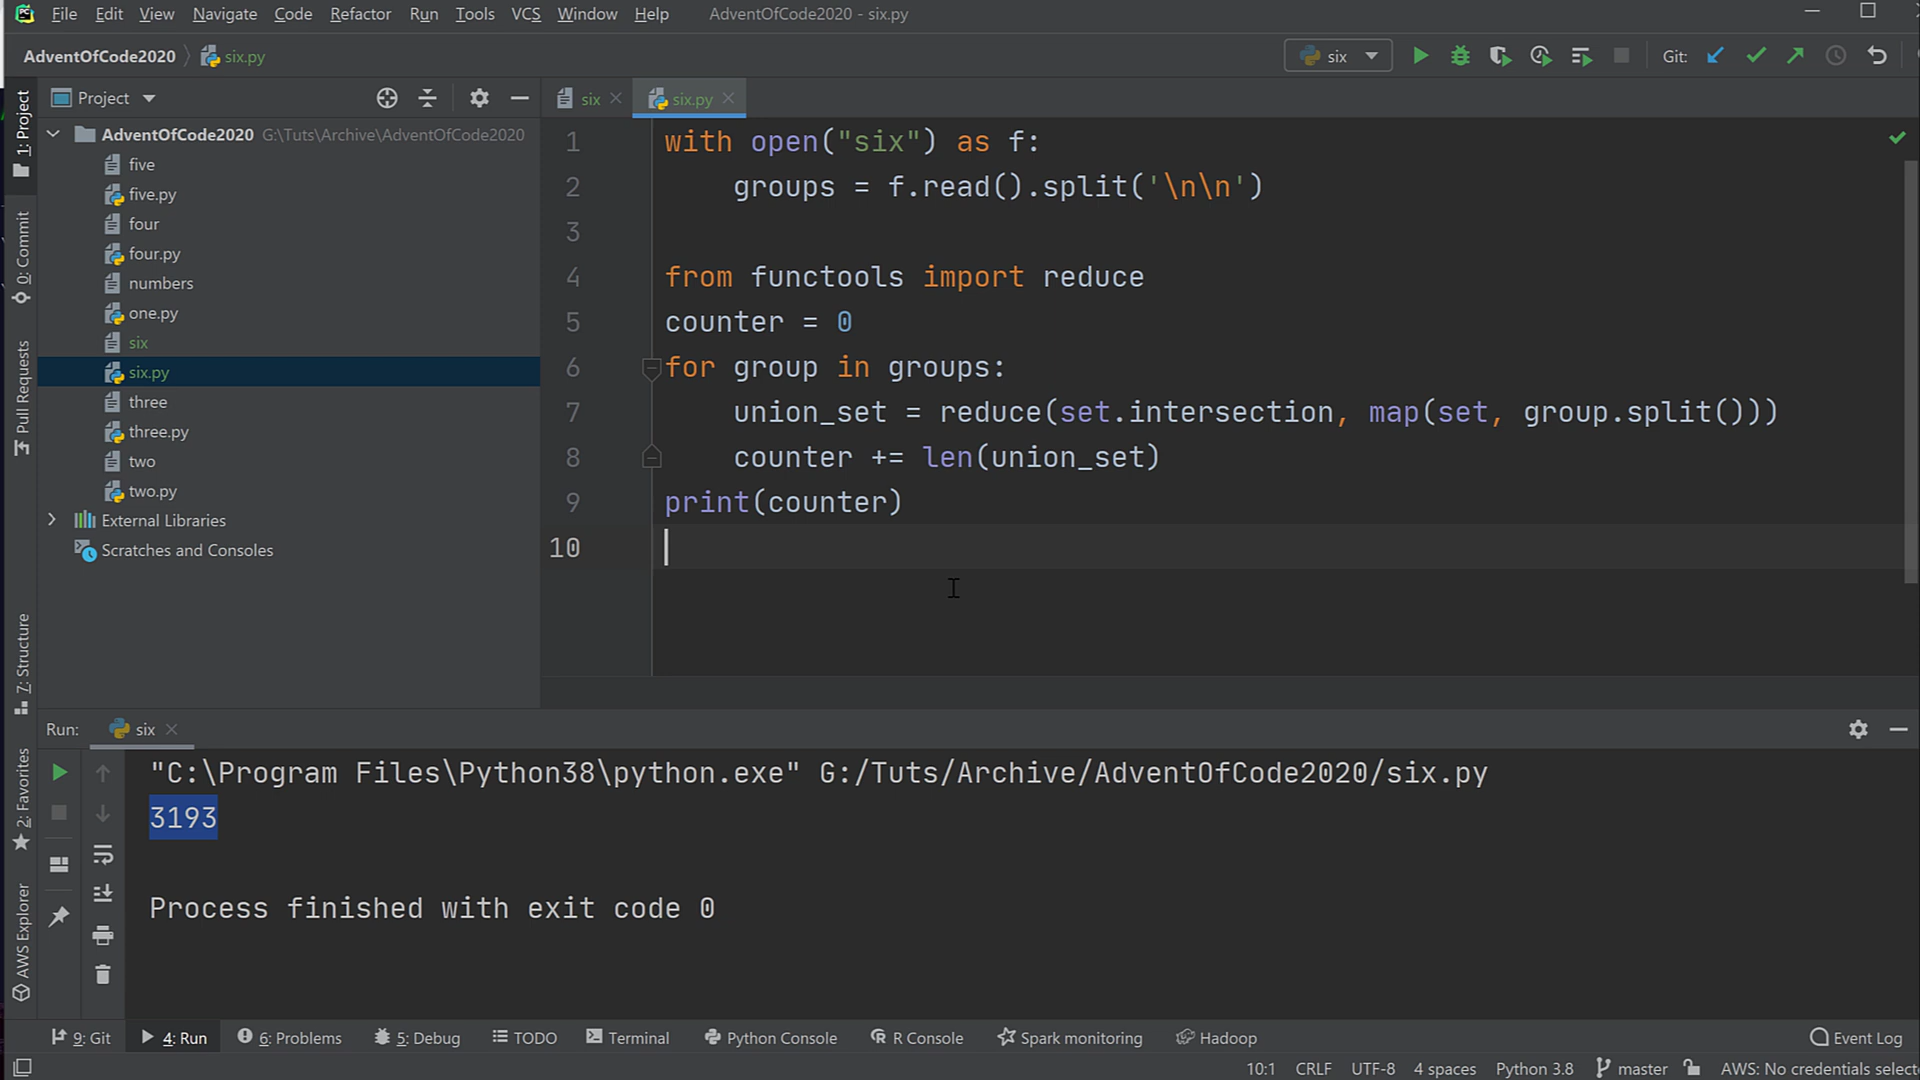 File Edit View Navigate Code Refactor Run Tools VCS Window Help AdventOfCode2020 - six.py
AdventOfCode2020 six.py six Git:
1: Project
0: Commit
Pull Requests
7: Structure
2: Favorites
AWS Explorer
Project
AdventOfCode2020 G:\Tuts\Archive\AdventOfCode2020
five
five.py
four
four.py
numbers
one.py
six
six.py
three
three.py
two
two.py
External Libraries
Scratches and Consoles
six six.py
1 with open("six") as f:
2 groups = f.read().split('\n\n')
3
4 from functools import reduce
5 counter = 0
6 for group in groups:
7 union_set = reduce(set.intersection, map(set, group.split()))
8 counter += len(union_set)
9 print(counter)
10
Run: six
"C:\Program Files\Python38\python.exe" G:/Tuts/Archive/AdventOfCode2020/six.py
3193
Process finished with exit code 0
9: Git 4: Run 6: Problems 5: Debug TODO Terminal Python Console R Console Spark monitoring Hadoop Event Log
10:1 CRLF UTF-8 4 spaces Python 3.8 master AWS: No credentials select